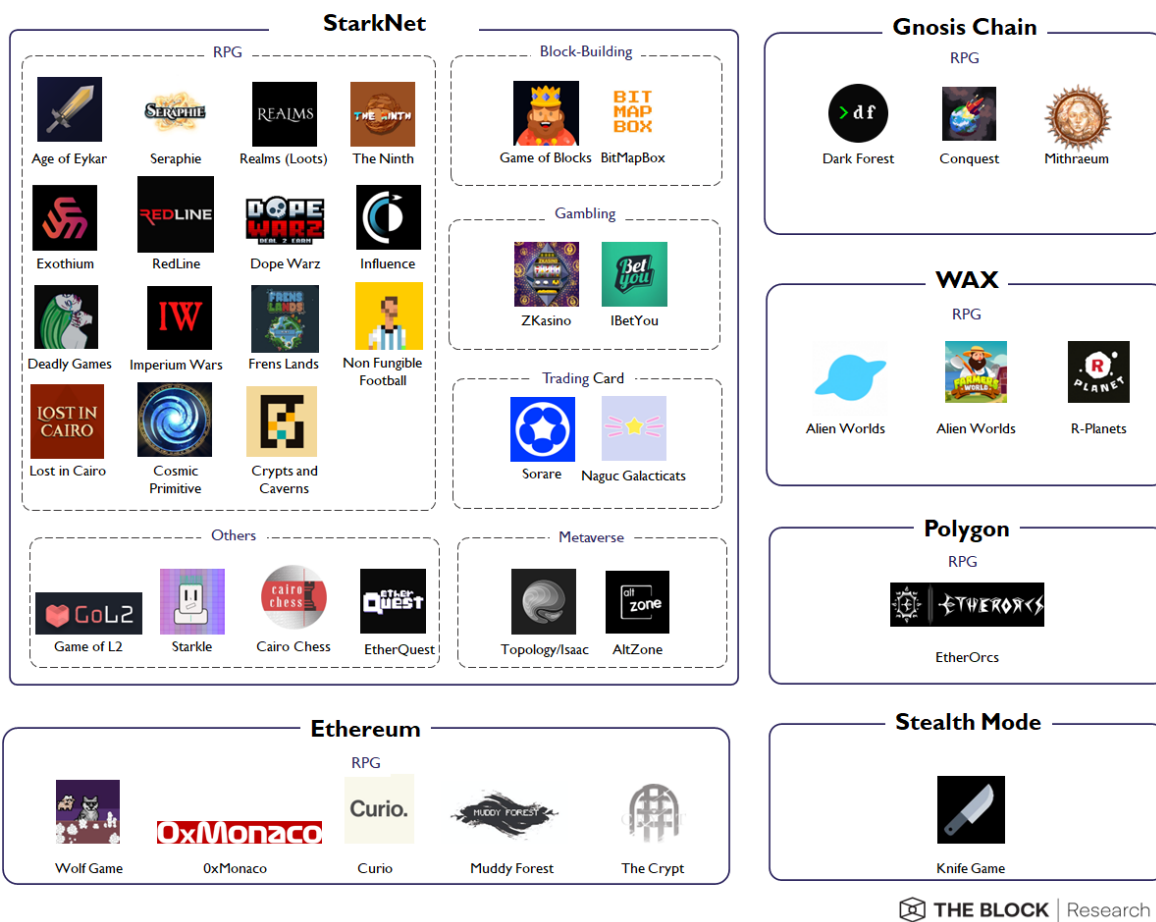 StarkNet
RPG
SERAPHIE
REALMS
THE NINTH
Age of Eykar
Seraphie
Realms (Loots)
The Ninth
REDLINE
DOPE
WARZ
DEAL 2 EARN
Exothium
RedLine
Dope Warz
Influence
IW
FRENS
LANDS
Deadly Games
Imperium Wars
Frens Lands
Non Fungible
Football
LOST IN
CAIRO
Lost in Cairo
Cosmic
Primitive
Crypts and
Caverns
Block-Building
BIT
MAP
BOX
Game of Blocks
BitMapBox
Gambling
Bet
you
ZKasino
IBetYou
Trading Card
Sorare
Naguc Galacticats
Others
GoL2
cairo
chess
ETHER
QUEST
Game of L2
Starkle
Cairo Chess
EtherQuest
Metaverse
alt
zone
Topology/Isaac
AltZone
Gnosis Chain
RPG
>df
Dark Forest
Conquest
Mithraeum
WAX
RPG
FARMERS
WORLD
R
PLANET
Alien Worlds
Alien Worlds
R-Planets
Polygon
RPG
ETHERORCS
EtherOrcs
Ethereum
RPG
0xMonaco
Curio.
MUDDY FOREST
Wolf Game
0xMonaco
Curio
Muddy Forest
The Crypt
Stealth Mode
Knife Game
THE BLOCK | Research